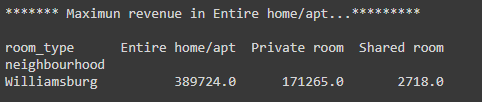 ******* Maximun revenue in Entire home/apt...*********
room_type Entire home/apt Private room Shared room
neighbourhood
Williamsburg 389724.0 171265.0 2718.0